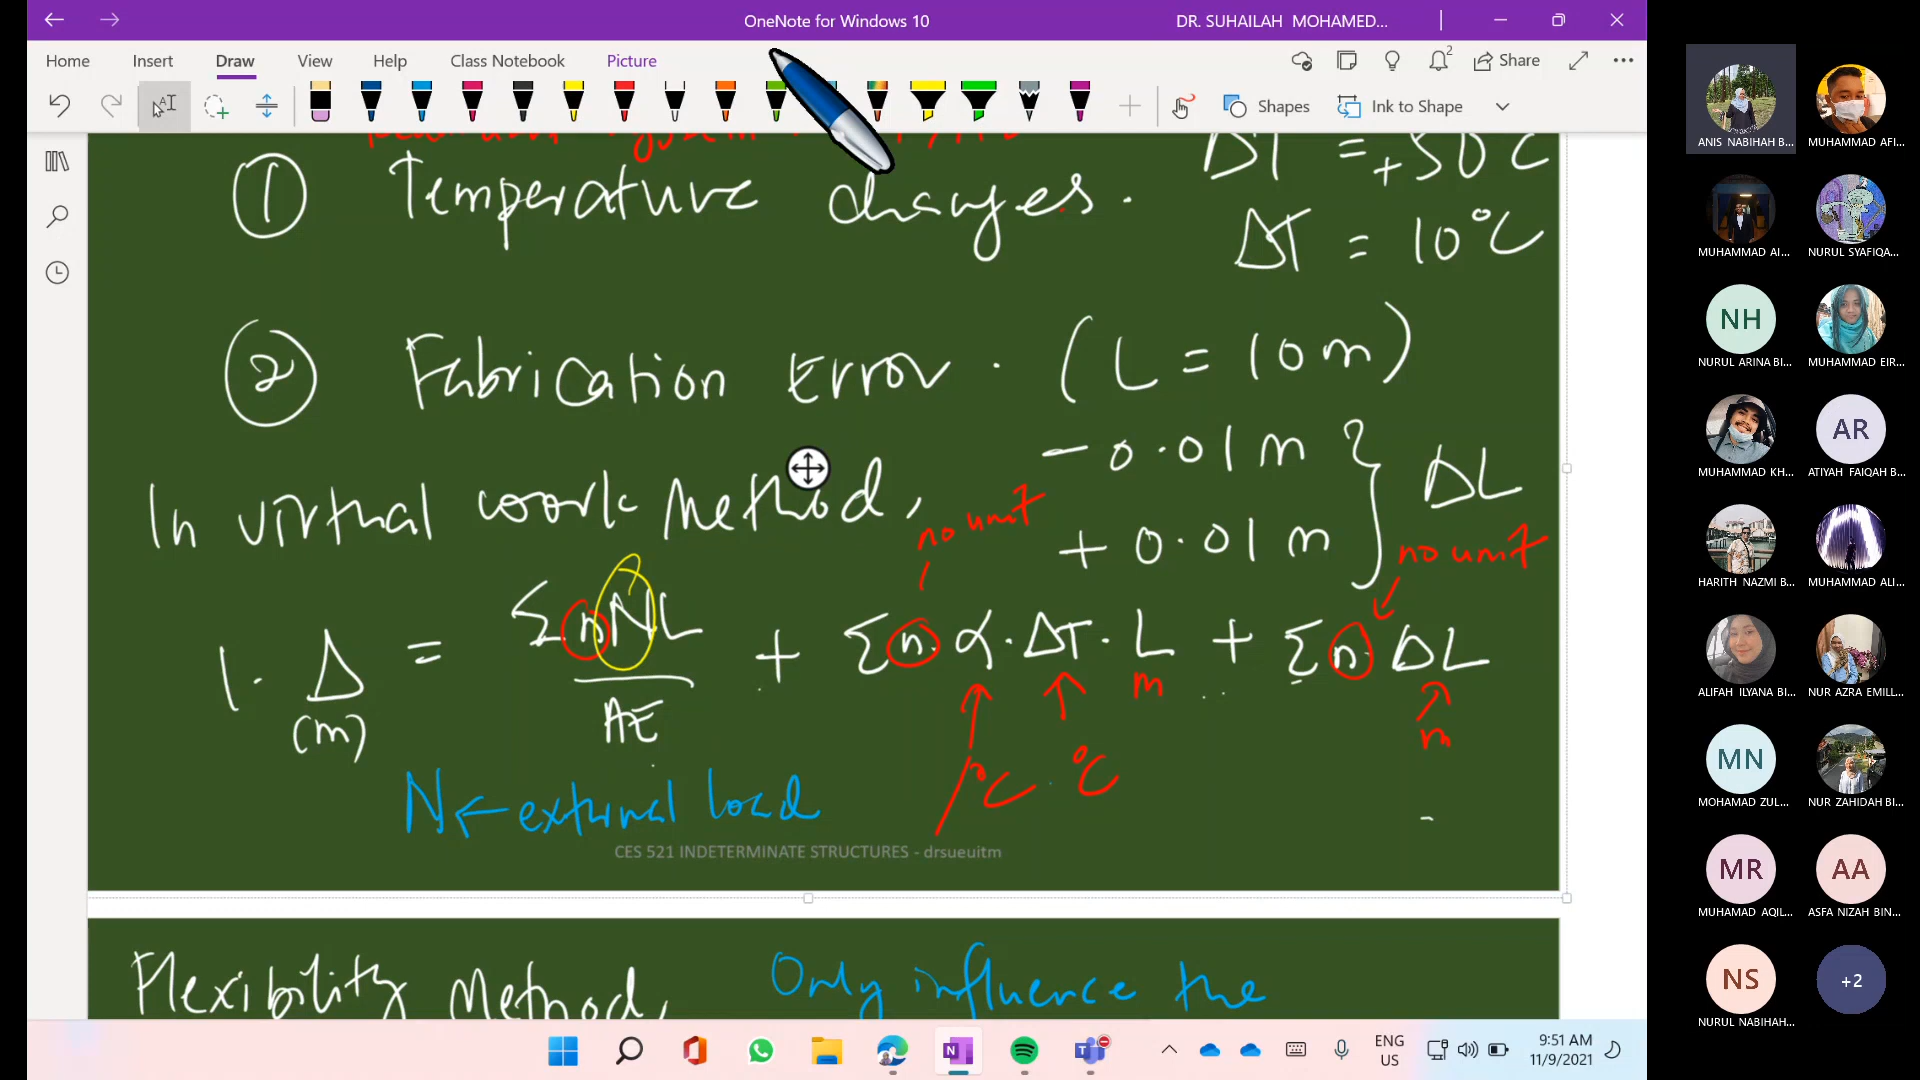 OneNote for Windows 10
DR. SUHAILAH MOHAMED...
Home Insert Draw View Help Class Notebook Picture
2 Share
Shapes Ink to Shape
① Temperature changes.
ΔT = +50°C
ΔT = 10°C
② Fabrication Error. (L = 10 m)
- 0.01 m
+ 0.01 m } ΔL
In virtual work Method,
no unit
no unit
1. Δ = ΣnNL / AE + Σn.α.ΔT.L + Σn.ΔL
(m)
m
m
/°C . °C
N ← external load
CES 521 INDETERMINATE STRUCTURES - drsueuitm
Flexibility Method,
Only influence the
ANIS NABIHAH B...
MUHAMMAD AFI...
MUHAMMAD AI...
NURUL SYAFIQA...
NH
NURUL ARINA BI...
MUHAMMAD EIR...
MUHAMMAD KH...
AR
ATIYAH FAIQAH B...
HARITH NAZMI B...
MUHAMMAD ALI...
ALIFAH ILYANA BI...
NUR AZRA EMILL...
MN
MOHAMAD ZUL...
NUR ZAHIDAH BI...
MR
MUHAMAD AQIL...
AA
ASFA NIZAH BIN...
NS
NURUL NABIHAH...
+2
ENG
US
9:51 AM
11/9/2021